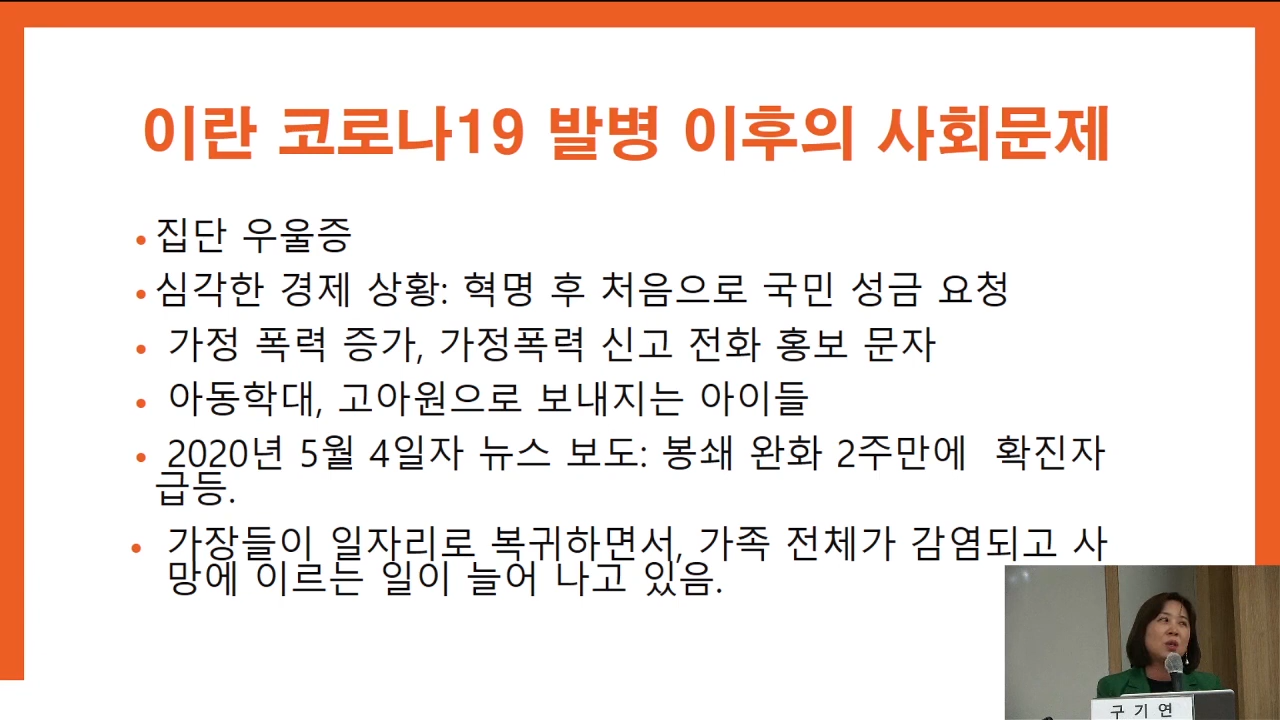 이란 코로나19 발병 이후의 사회문제
• 집단 우울증
• 심각한 경제 상황: 혁명 후 처음으로 국민 성금 요청
• 가정 폭력 증가, 가정폭력 신고 전화 홍보 문자
• 아동학대, 고아원으로 보내지는 아이들
• 2020년 5월 4일자 뉴스 보도: 봉쇄 완화 2주만에 확진자
급등.
• 가장들이 일자리로 복귀하면서, 가족 전체가 감염되고 사
망에 이르는 일이 늘어 나고 있음.
구 기 연